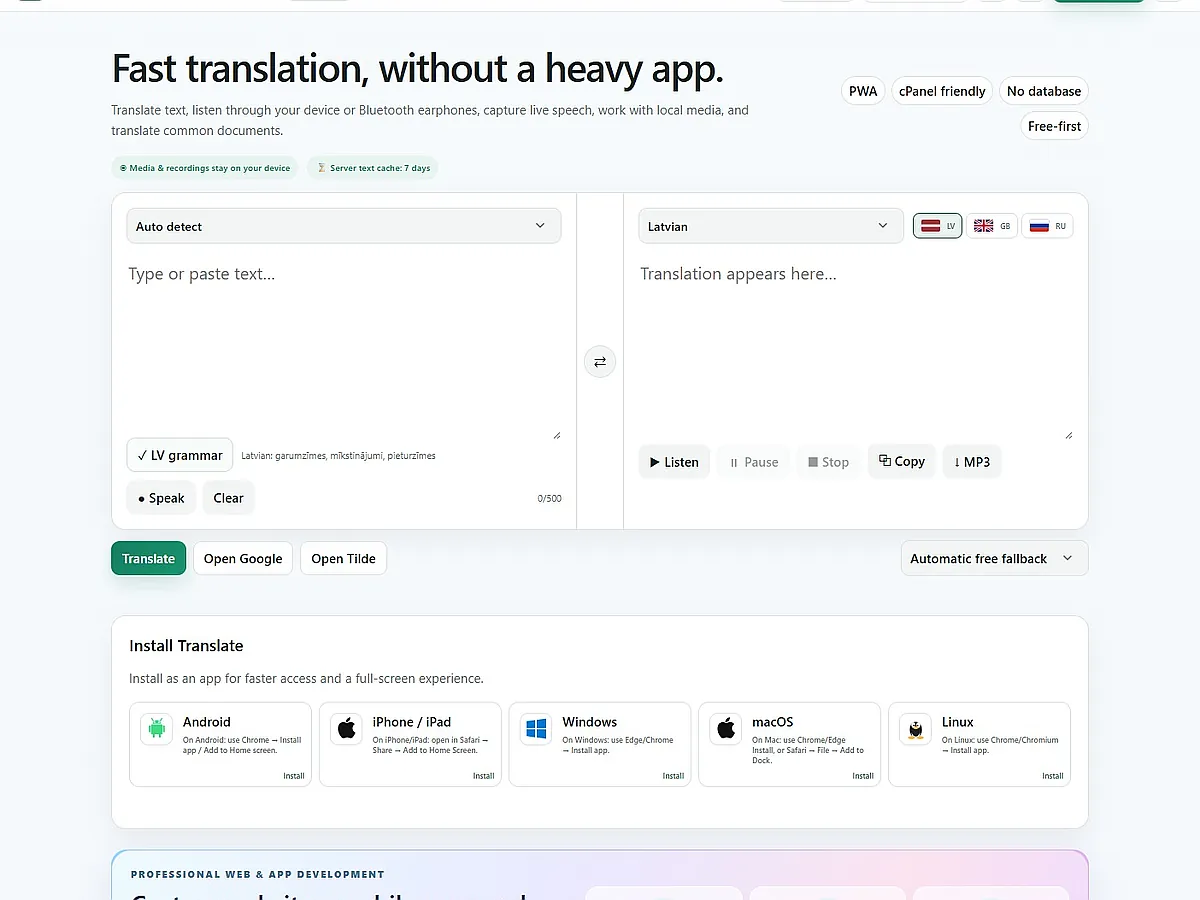 Fast translation, without a heavy app.
Translate text, listen through your device or Bluetooth earphones, capture live speech, work with local media, and
translate common documents.
PWA
cPanel friendly
No database
Free-first
Media & recordings stay on your device
Server text cache: 7 days
Auto detect
Type or paste text...
✓ LV grammar
Latvian: garumzīmes, mīkstinājumi, pieturzīmes
● Speak
Clear
0/500
⇄
Latvian
LV
GB
RU
Translation appears here...
▶ Listen
Pause
Stop
Copy
↓ MP3
Translate
Open Google
Open Tilde
Automatic free fallback
Install Translate
Install as an app for faster access and a full-screen experience.
Android
On Android: use Chrome → Install
app / Add to Home screen.
Install
iPhone / iPad
On iPhone/iPad: open in Safari →
Share → Add to Home Screen.
Install
Windows
On Windows: use Edge/Chrome
→ Install app.
Install
macOS
On Mac: use Chrome/Edge
Install, or Safari → File → Add to
Dock.
Install
Linux
On Linux: use Chrome/Chromium
→ Install app.
Install
PROFESSIONAL WEB & APP DEVELOPMENT